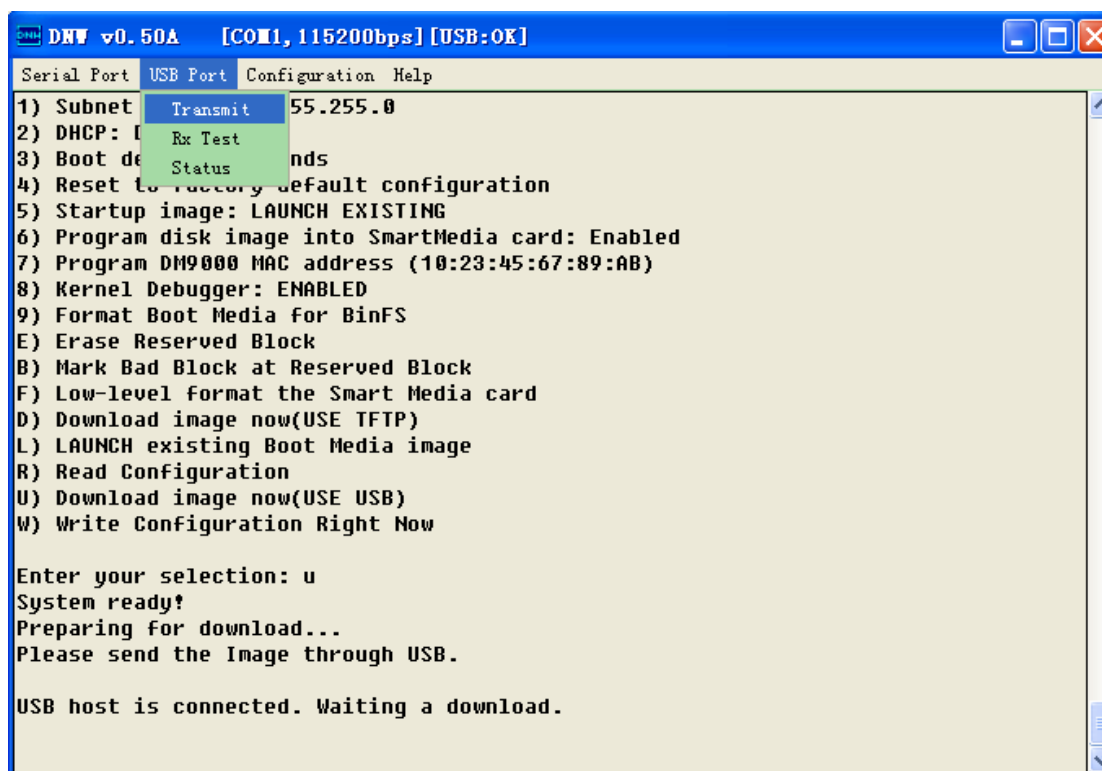 DNW v0.50A [COM1,115200bps][USB:OK]
Serial Port USB Port Configuration Help
Transmit
Rx Test
Status
1) Subnet 55.255.0
2) DHCP:
3) Boot nds
4) Reset default configuration
5) Startup image: LAUNCH EXISTING
6) Program disk image into SmartMedia card: Enabled
7) Program DM9000 MAC address (10:23:45:67:89:AB)
8) Kernel Debugger: ENABLED
9) Format Boot Media for BinFS
E) Erase Reserved Block
B) Mark Bad Block at Reserved Block
F) Low-level format the Smart Media card
D) Download image now(USE TFTP)
L) LAUNCH existing Boot Media image
R) Read Configuration
U) Download image now(USE USB)
W) Write Configuration Right Now
Enter your selection: u
System ready!
Preparing for download...
Please send the Image through USB.
USB host is connected. Waiting a download.